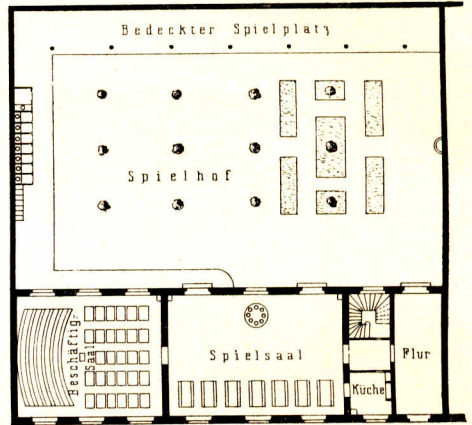 Bedeckter Spielplatz
Spielhof
Beschäftig.
Saal
Spielsaal
Flur
Küche